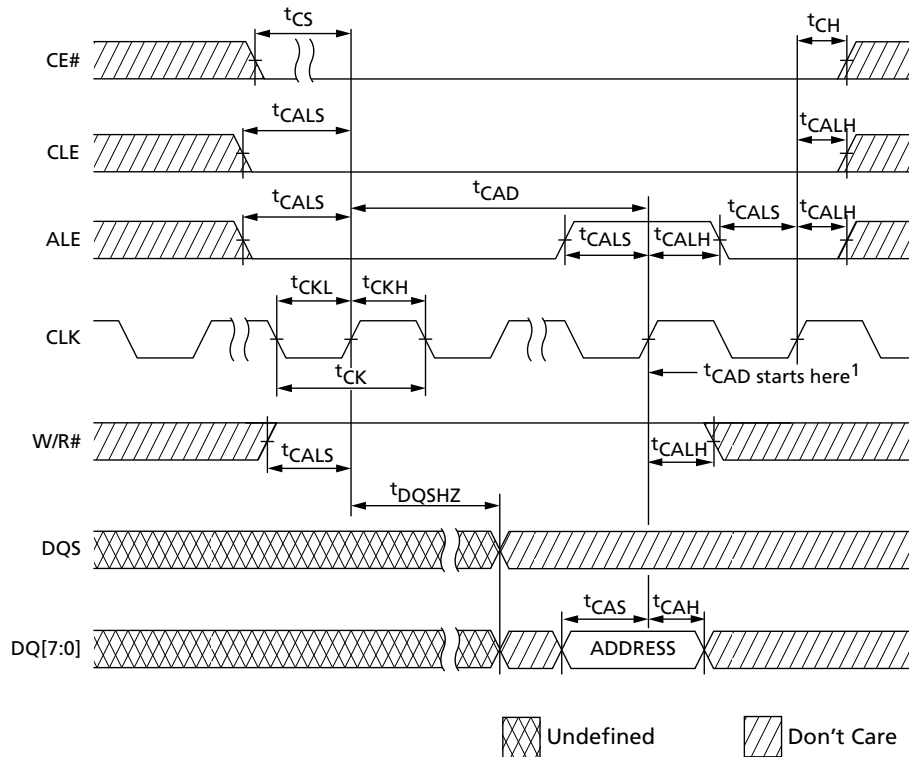 tCS
tCH
CE#
tCALS
tCALH
CLE
tCAD
tCALS
tCALS
tCALH
ALE
tCALS
tCALH
tCKL
tCKH
CLK
tCK
tCAD starts here1
W/R#
tCALS
tCALH
tDQSHZ
DQS
tCAS
tCAH
DQ[7:0]
ADDRESS
Undefined
Don't Care